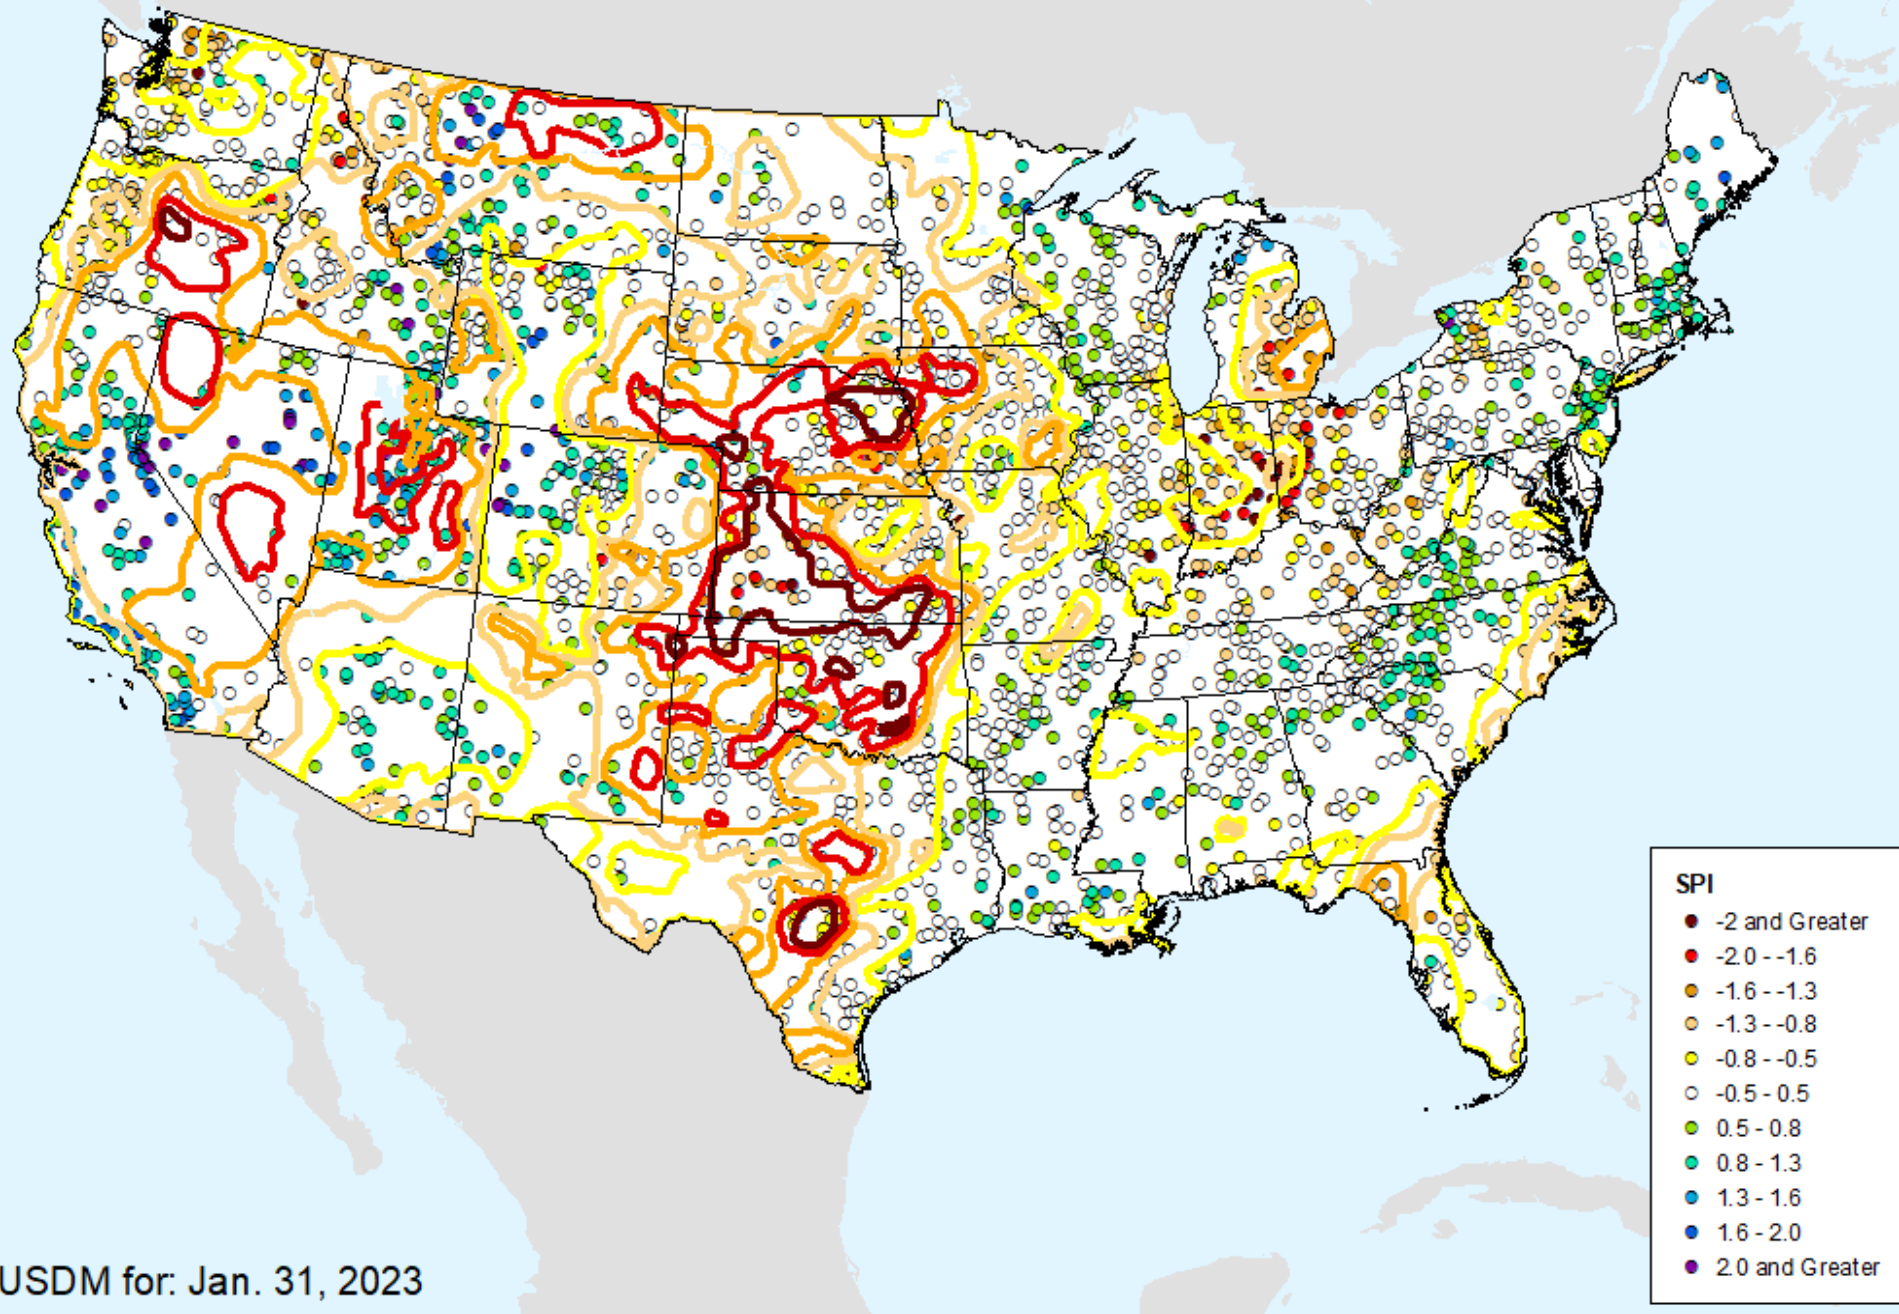 SPI
-2 and Greater
-2.0 - -1.6
-1.6 - -1.3
-1.3 - -0.8
-0.8 - -0.5
-0.5 - 0.5
0.5 - 0.8
0.8 - 1.3
1.3 - 1.6
1.6 - 2.0
2.0 and Greater
USDM for: Jan. 31, 2023